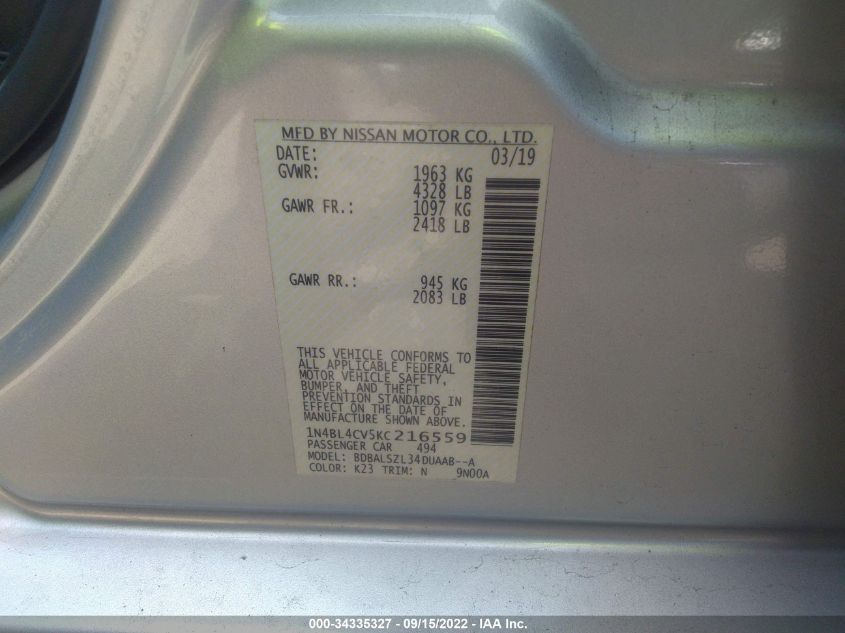 MFD BY NISSAN MOTOR CO., LTD.
DATE: 03/19
GVWR: 1963 KG
4328 LB
GAWR FR.: 1097 KG
2418 LB
GAWR RR.: 945 KG
2083 LB
THIS VEHICLE CONFORMS TO
ALL APPLICABLE FEDERAL
MOTOR VEHICLE SAFETY,
BUMPER, AND THEFT
PREVENTION STANDARDS IN
EFFECT ON THE DATE OF
MANUFACTURE SHOWN ABOVE.
1N4BL4CV5KC216559
PASSENGER CAR 494
MODEL: BDBALSZL34DUAAB--A
COLOR: K23 TRIM: N 9N00A
000-34335327 - 09/15/2022 - IAA Inc.